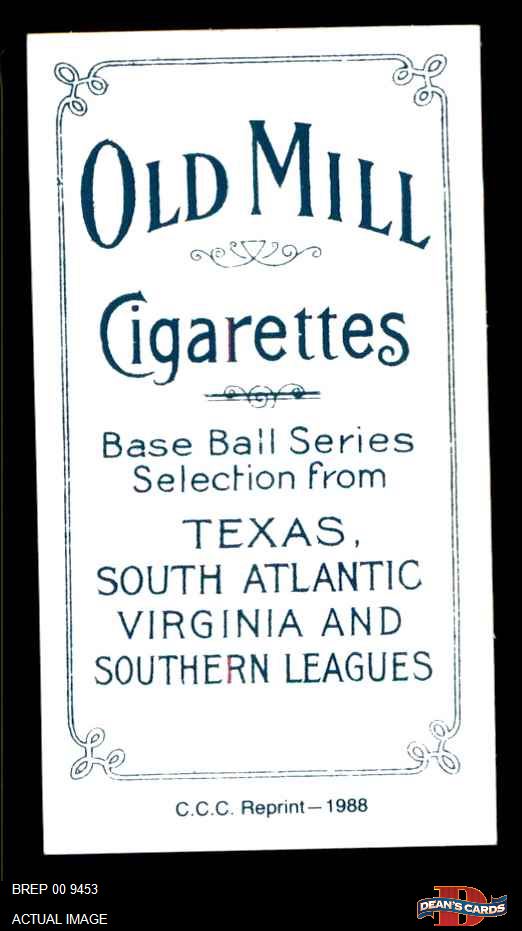 OLD MILL
Cigarettes
Base Ball Series
Selection from
TEXAS,
SOUTH ATLANTIC
VIRGINIA AND
SOUTHERN LEAGUES
C.C.C. Reprint—1988
BREP 00 9453
ACTUAL IMAGE
D
DEAN'S CARDS